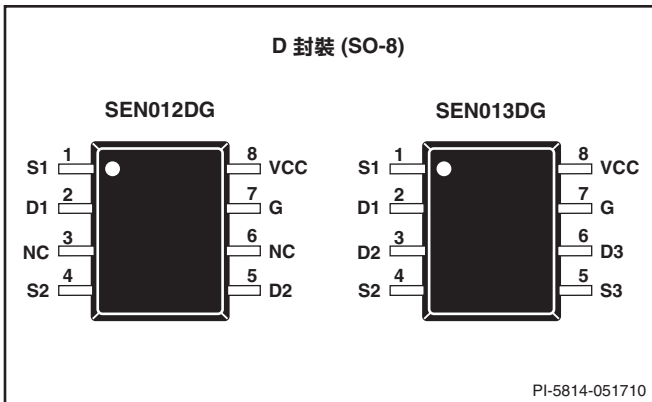 D 封裝 (SO-8)
SEN012DG
S1 1 8 VCC
D1 2 7 G
NC 3 6 NC
S2 4 5 D2
SEN013DG
S1 1 8 VCC
D1 2 7 G
D2 3 6 D3
S2 4 5 S3
PI-5814-051710